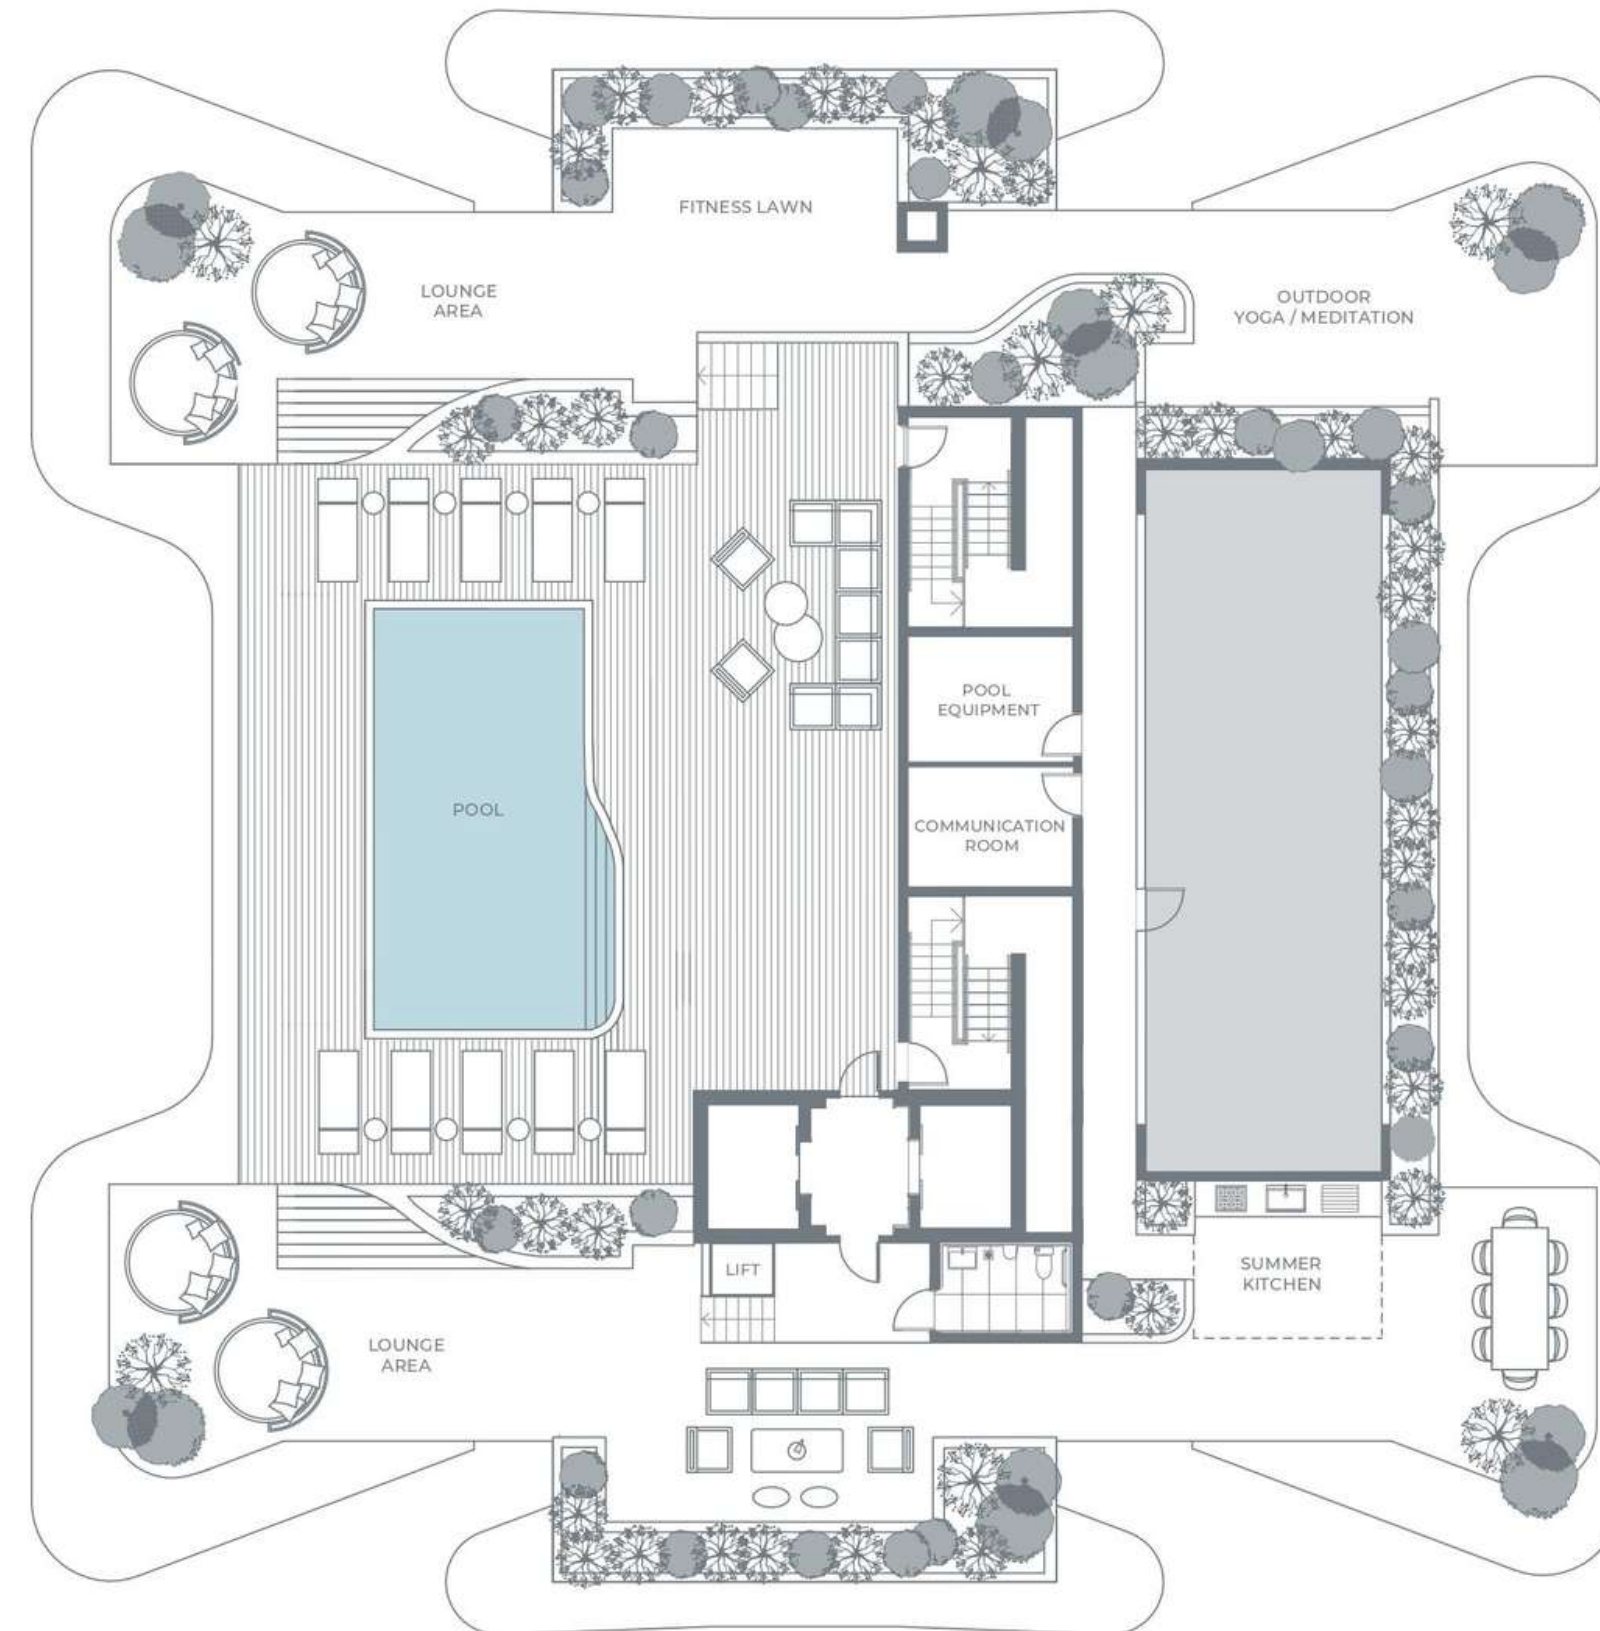 FITNESS LAWN
LOUNGE
AREA
OUTDOOR
YOGA / MEDITATION
POOL
EQUIPMENT
POOL
COMMUNICATION
ROOM
LIFT
SUMMER
KITCHEN
LOUNGE
AREA